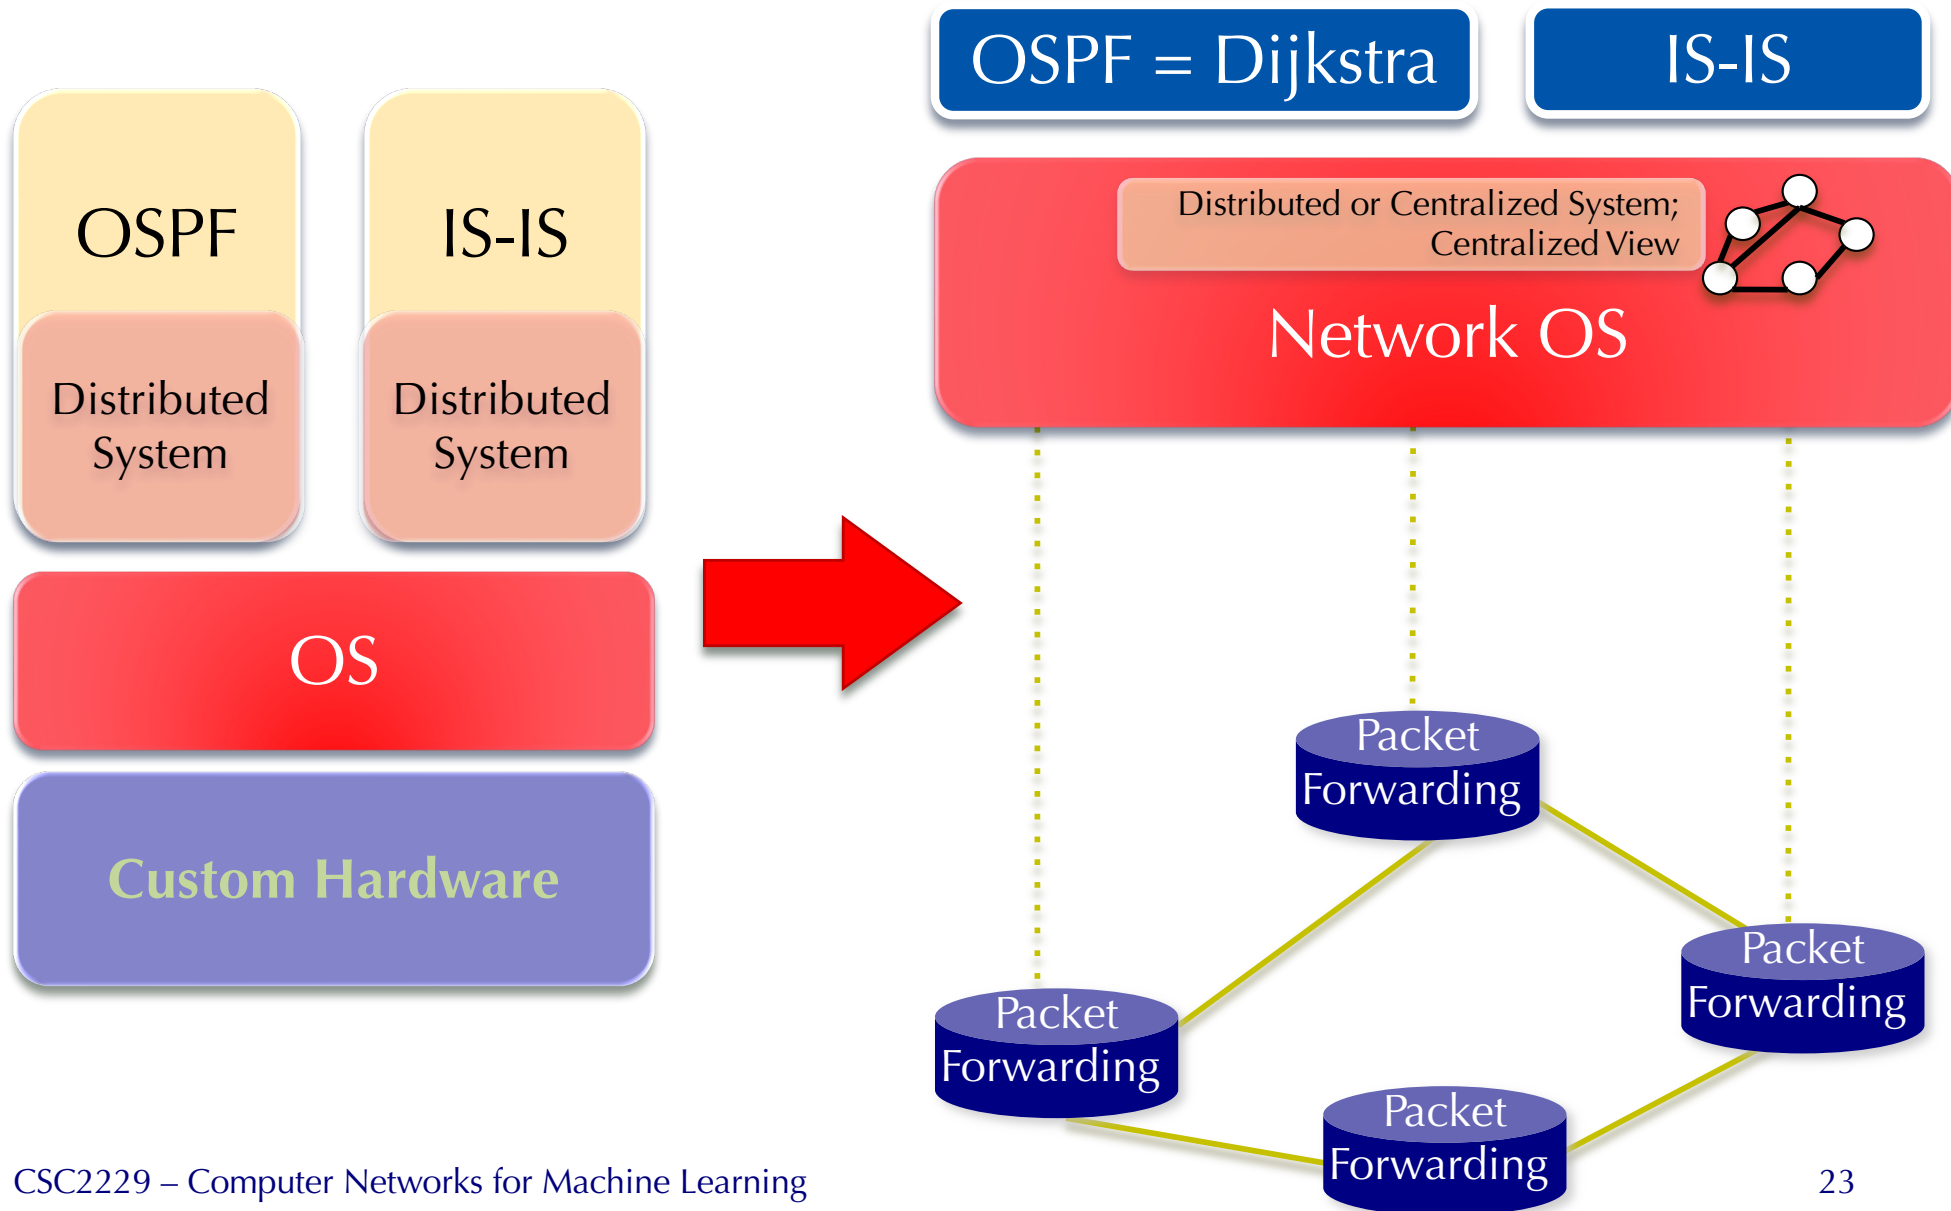 OSPF
IS-IS
Distributed
System
Distributed
System
OS
Custom Hardware
OSPF = Dijkstra
IS-IS
Distributed or Centralized System;
Centralized View
Network OS
Packet
Forwarding
Packet
Forwarding
Packet
Forwarding
Packet
Forwarding
CSC2229 – Computer Networks for Machine Learning
23